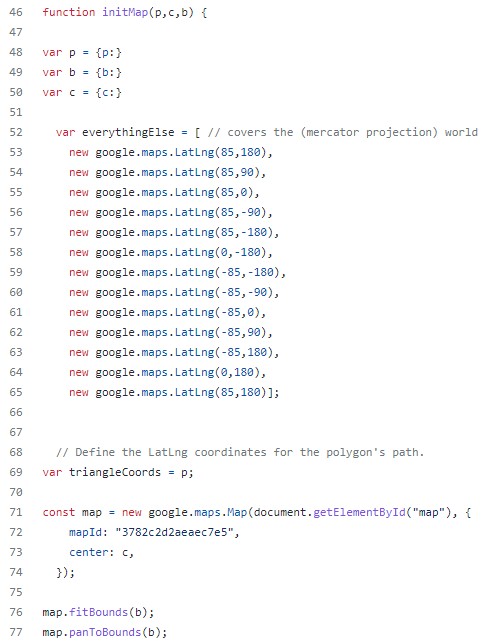 46 function initMap(p,c,b) {
47
48 var p = {p:}
49 var b = {b:}
50 var c = {c:}
51
52 var everythingElse = [ // covers the (mercator projection) world
53 new google.maps.LatLng(85,180),
54 new google.maps.LatLng(85,90),
55 new google.maps.LatLng(85,0),
56 new google.maps.LatLng(85,-90),
57 new google.maps.LatLng(85,-180),
58 new google.maps.LatLng(0,-180),
59 new google.maps.LatLng(-85,-180),
60 new google.maps.LatLng(-85,-90),
61 new google.maps.LatLng(-85,0),
62 new google.maps.LatLng(-85,90),
63 new google.maps.LatLng(-85,180),
64 new google.maps.LatLng(0,180),
65 new google.maps.LatLng(85,180)];
66
67
68 // Define the LatLng coordinates for the polygon's path.
69 var triangleCoords = p;
70
71 const map = new google.maps.Map(document.getElementById("map"), {
72 mapId: "3782c2d2aeaec7e5",
73 center: c,
74 });
75
76 map.fitBounds(b);
77 map.panToBounds(b);